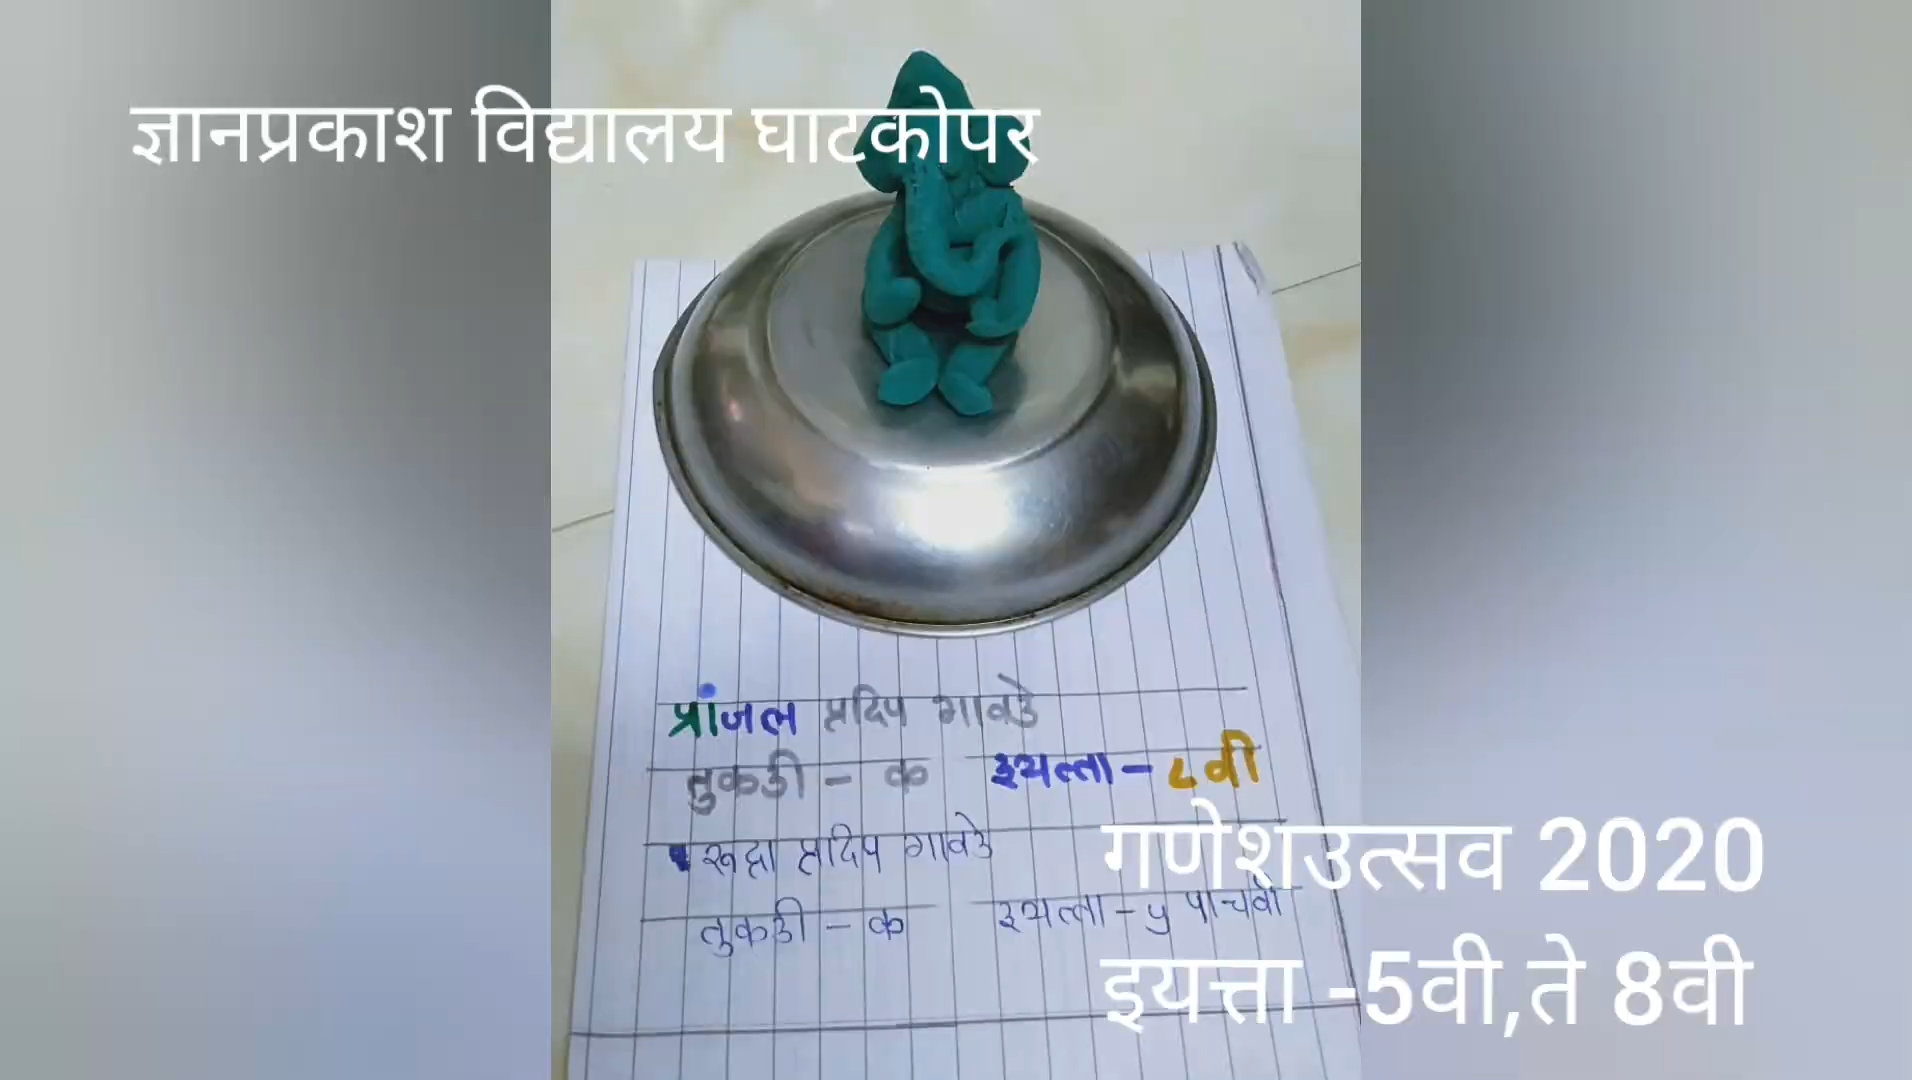 ज्ञानप्रकाश विद्यालय घाटकोपर
प्रांजल प्रदिप गावडे
तुकडी - क इयत्ता - ८वी
रूद्रा प्रदिप गावडे
तुकडी - क इयत्ता - ५ पाचवी
गणेशउत्सव 2020
इयत्ता -5वी,ते 8वी